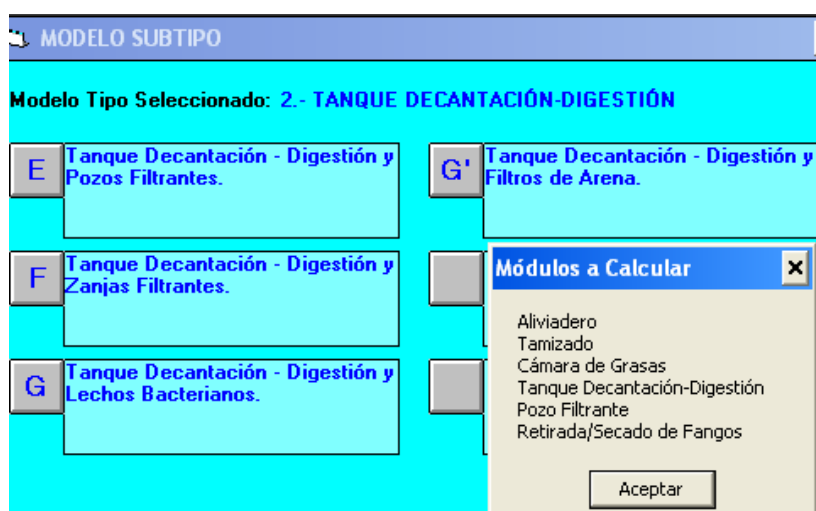 MODELO SUBTIPO
Modelo Tipo Seleccionado: 2.- TANQUE DECANTACIÓN-DIGESTIÓN
E
Tanque Decantación - Digestión y
Pozos Filtrantes.
G'
Tanque Decantación - Digestión y
Filtros de Arena.
F
Tanque Decantación - Digestión y
Zanjas Filtrantes.
G
Tanque Decantación - Digestión y
Lechos Bacterianos.
Módulos a Calcular
Aliviadero
Tamizado
Cámara de Grasas
Tanque Decantación-Digestión
Pozo Filtrante
Retirada/Secado de Fangos
Aceptar